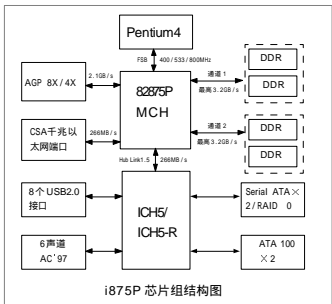 Pentium4
FSB 400/533/800MHz
2.1GB/s
AGP 8X/4X
82875P
MCH
通道1
最高3.2GB/s
DDR
DDR
CSA千兆以
太网端口
266MB/s
通道2
最高3.2GB/s
DDR
DDR
Hub Link1.5 266MB/s
8个USB2.0
接口
ICH5/
ICH5-R
Serial ATA×
2/RAID 0
6声道
AC'97
ATA 100
×2
i875P 芯片组结构图